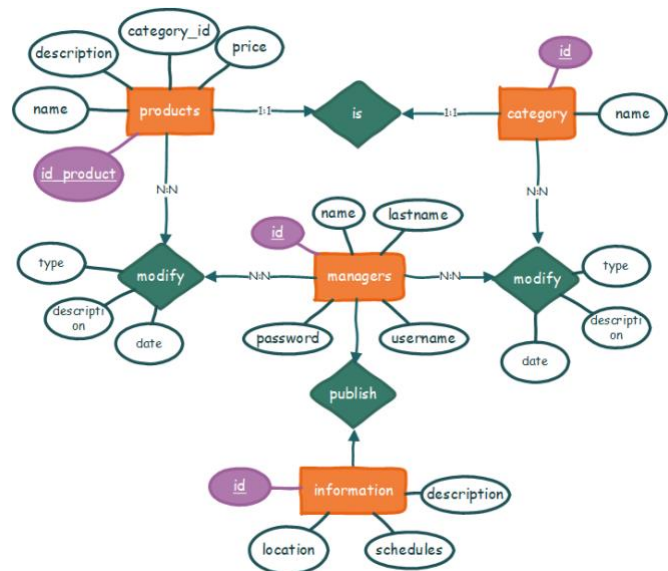 category_id
id
description
price
name
products
1:1
is
1:1
category
name
id_product
N:N
N:N
name
lastname
id
type
modify
N:N
managers
N:N
modify
type
descripti
on
date
password
username
descripti
on
date
publish
id
information
description
location
schedules